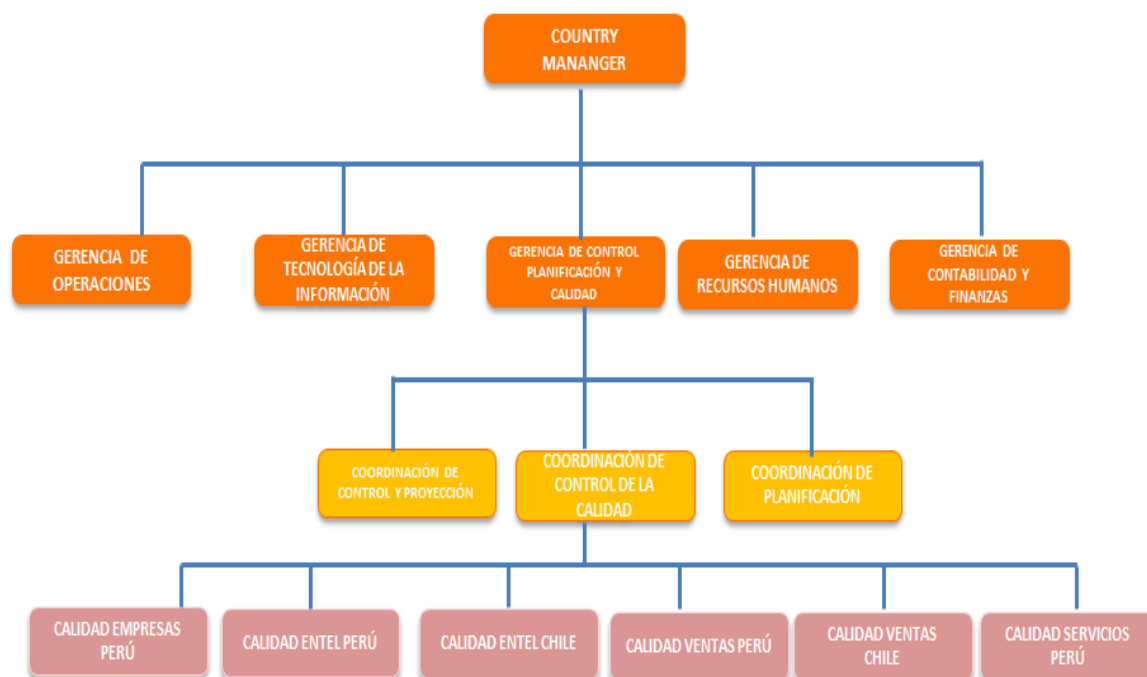 COUNTRY
MANANGER
GERENCIA DE
OPERACIONES
GERENCIA DE
TECNOLOGÍA DE LA
INFORMACIÓN
GERENCIA DE CONTROL
PLANIFICACIÓN Y
CALIDAD
GERENCIA DE
RECURSOS HUMANOS
GERENCIA DE
CONTABILIDAD Y
FINANZAS
COORDINACIÓN DE
CONTROL Y PROYECCIÓN
COORDINACIÓN DE
CONTROL DE LA
CALIDAD
COORDINACIÓN DE
PLANIFICACIÓN
CALIDAD EMPRESAS
PERÚ
CALIDAD ENTEL PERÚ
CALIDAD ENTEL CHILE
CALIDAD VENTAS PERÚ
CALIDAD VENTAS
CHILE
CALIDAD SERVICIOS
PERÚ